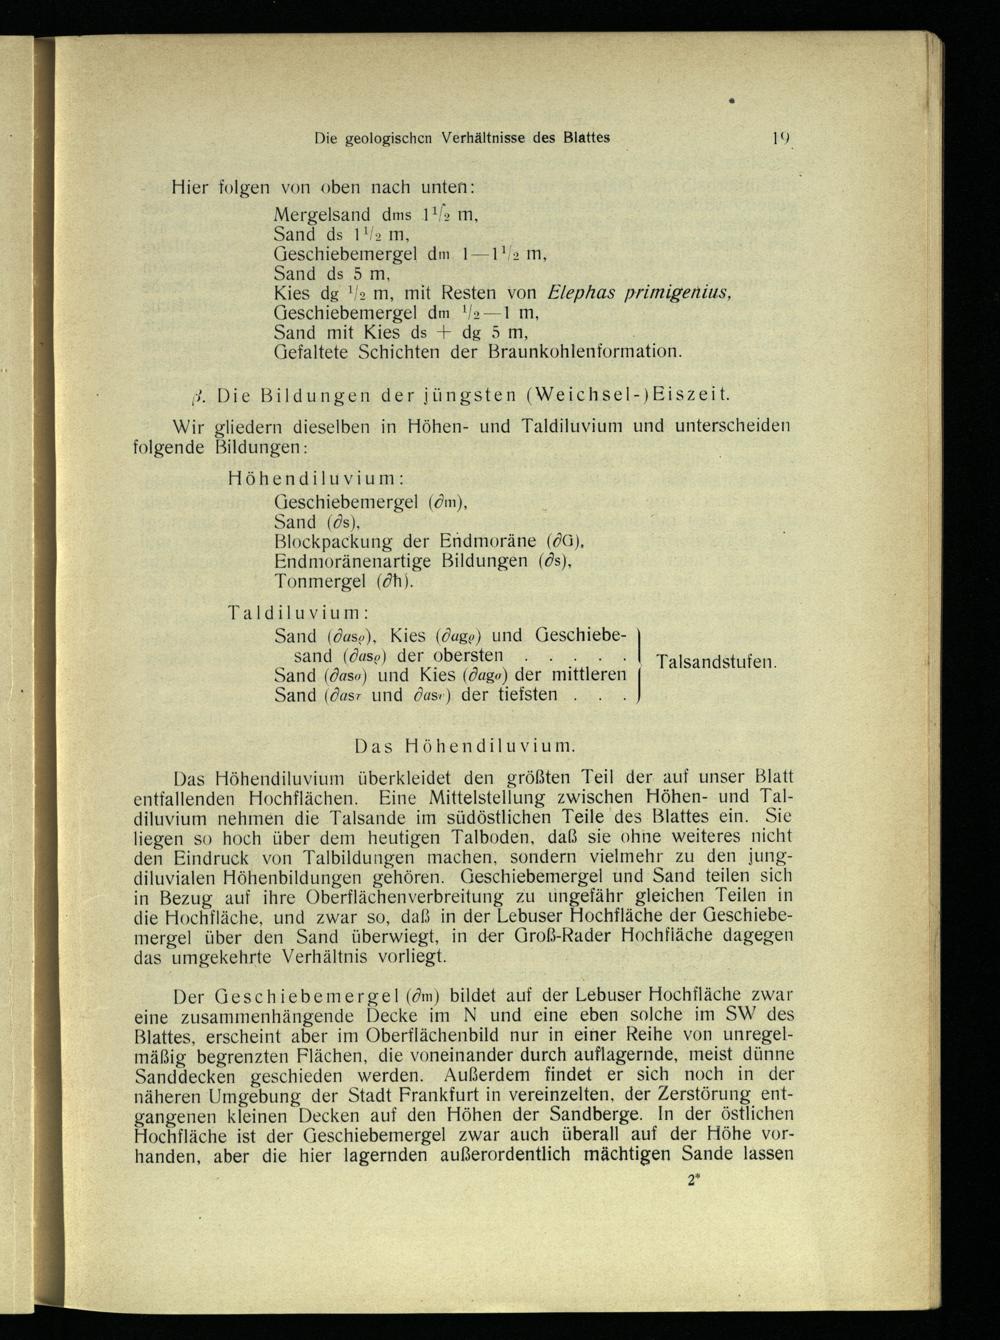 Die geologischen Verhältnisse des Blattes 19
Hier folgen von oben nach unten:
Mergelsand dms 1 1/2 m,
Sand ds 1 1/2 m,
Geschiebemergel dm 1—1 1/2 m,
Sand ds 5 m,
Kies dg 1/2 m, mit Resten von Elephas primigenius,
Geschiebemergel dm 1/2—1 m,
Sand mit Kies ds + dg 5 m,
Gefaltete Schichten der Braunkohlenformation.
β. Die Bildungen der jüngsten (Weichsel-)Eiszeit.
Wir gliedern dieselben in Höhen- und Taldiluvium und unterscheiden
folgende Bildungen:
Höhendiluvium:
Geschiebemergel (∂m),
Sand (∂s),
Blockpackung der Endmoräne (∂G),
Endmoränenartige Bildungen (∂s),
Tonmergel (∂h).
Taldiluvium:
Sand (∂asϱ), Kies (∂agϱ) und Geschiebe-
sand (∂asϱ) der obersten . . . . .
Sand (∂asσ) und Kies (∂agσ) der mittleren
Sand (∂asτ und ∂asν) der tiefsten . . .
Talsandstufen.
Das Höhendiluvium.
Das Höhendiluvium überkleidet den größten Teil der auf unser Blatt
entfallenden Hochflächen. Eine Mittelstellung zwischen Höhen- und Tal-
diluvium nehmen die Talsande im südöstlichen Teile des Blattes ein. Sie
liegen so hoch über dem heutigen Talboden, daß sie ohne weiteres nicht
den Eindruck von Talbildungen machen, sondern vielmehr zu den jung-
diluvialen Höhenbildungen gehören. Geschiebemergel und Sand teilen sich
in Bezug auf ihre Oberflächenverbreitung zu ungefähr gleichen Teilen in
die Hochfläche, und zwar so, daß in der Lebuser Hochfläche der Geschiebe-
mergel über den Sand überwiegt, in der Groß-Rader Hochfläche dagegen
das umgekehrte Verhältnis vorliegt.
Der Geschiebemergel (∂m) bildet auf der Lebuser Hochfläche zwar
eine zusammenhängende Decke im N und eine eben solche im SW des
Blattes, erscheint aber im Oberflächenbild nur in einer Reihe von unregel-
mäßig begrenzten Flächen, die voneinander durch auflagernde, meist dünne
Sanddecken geschieden werden. Außerdem findet er sich noch in der
näheren Umgebung der Stadt Frankfurt in vereinzelten, der Zerstörung ent-
gangenen kleinen Decken auf den Höhen der Sandberge. In der östlichen
Hochfläche ist der Geschiebemergel zwar auch überall auf der Höhe vor-
handen, aber die hier lagernden außerordentlich mächtigen Sande lassen
2*